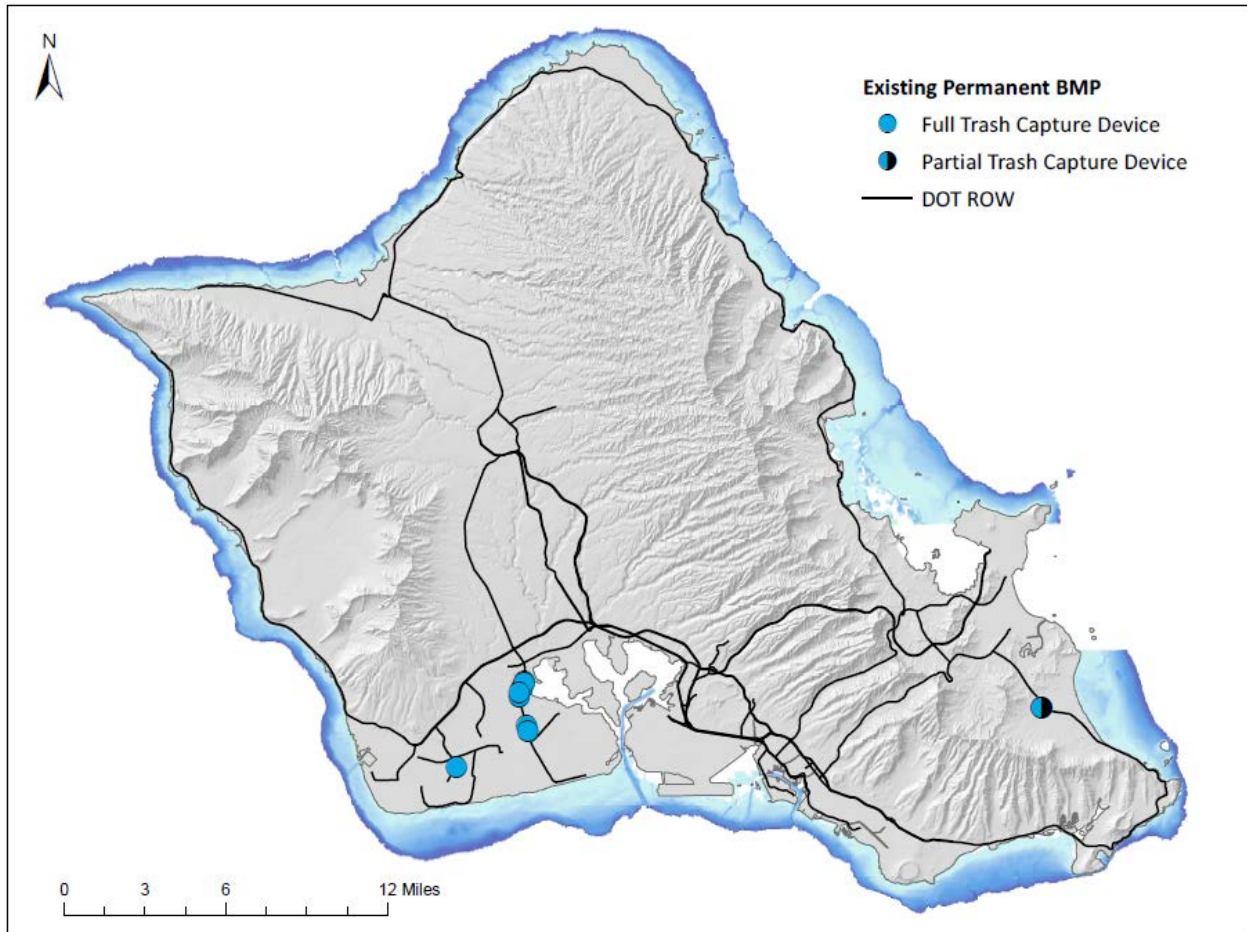 N
Existing Permanent BMP
Full Trash Capture Device
Partial Trash Capture Device
DOT ROW
0 3 6 12 Miles